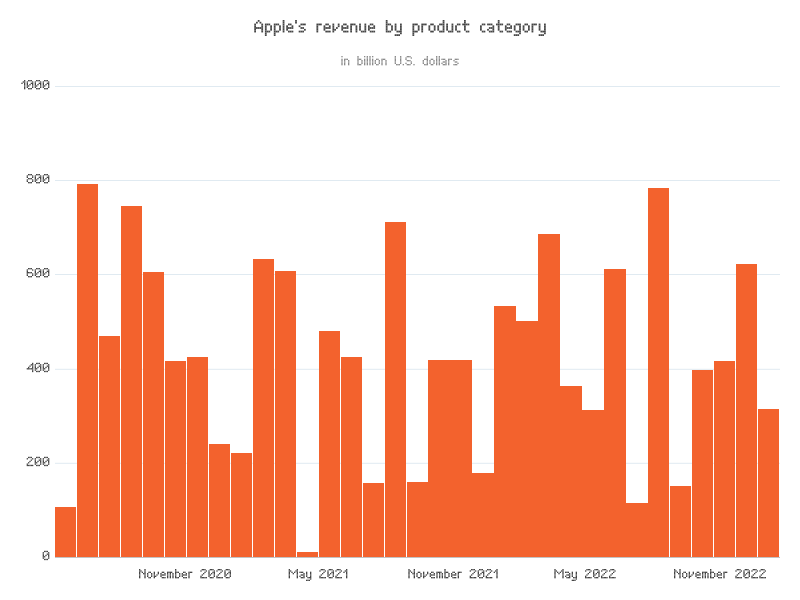 Apple's revenue by product category
in billion U.S. dollars
1000
800
600
400
200
0
November 2020 May 2021 November 2021 May 2022 November 2022